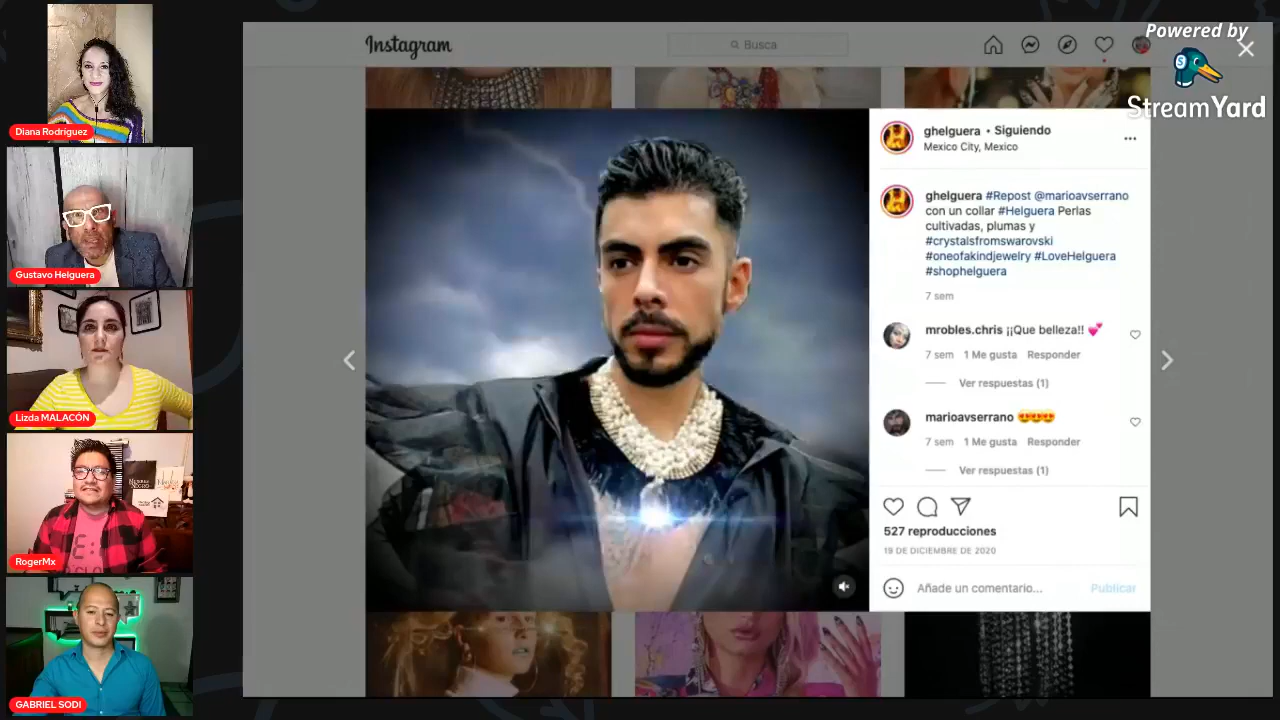 Diana Rodríguez
Gustavo Helguera
Lizda MALACÓN
RogerMx
GABRIEL SODI
Instagram
Busca
Powered by
StreamYard
ghelguera • Siguiendo
Mexico City, Mexico
ghelguera #Repost @marioavserrano
con un collar #Helguera Perlas
cultivadas, plumas y
#crystalsfromswarovski
#oneofakindjewelry #LoveHelguera
#shophelguera
7 sem
mrobles.chris ¡¡Que belleza!! 💕
7 sem 1 Me gusta Responder
Ver respuestas (1)
marioavserrano 😍😍😍
7 sem 1 Me gusta Responder
Ver respuestas (1)
527 reproducciones
19 DE DICIEMBRE DE 2020
Añade un comentario... Publicar